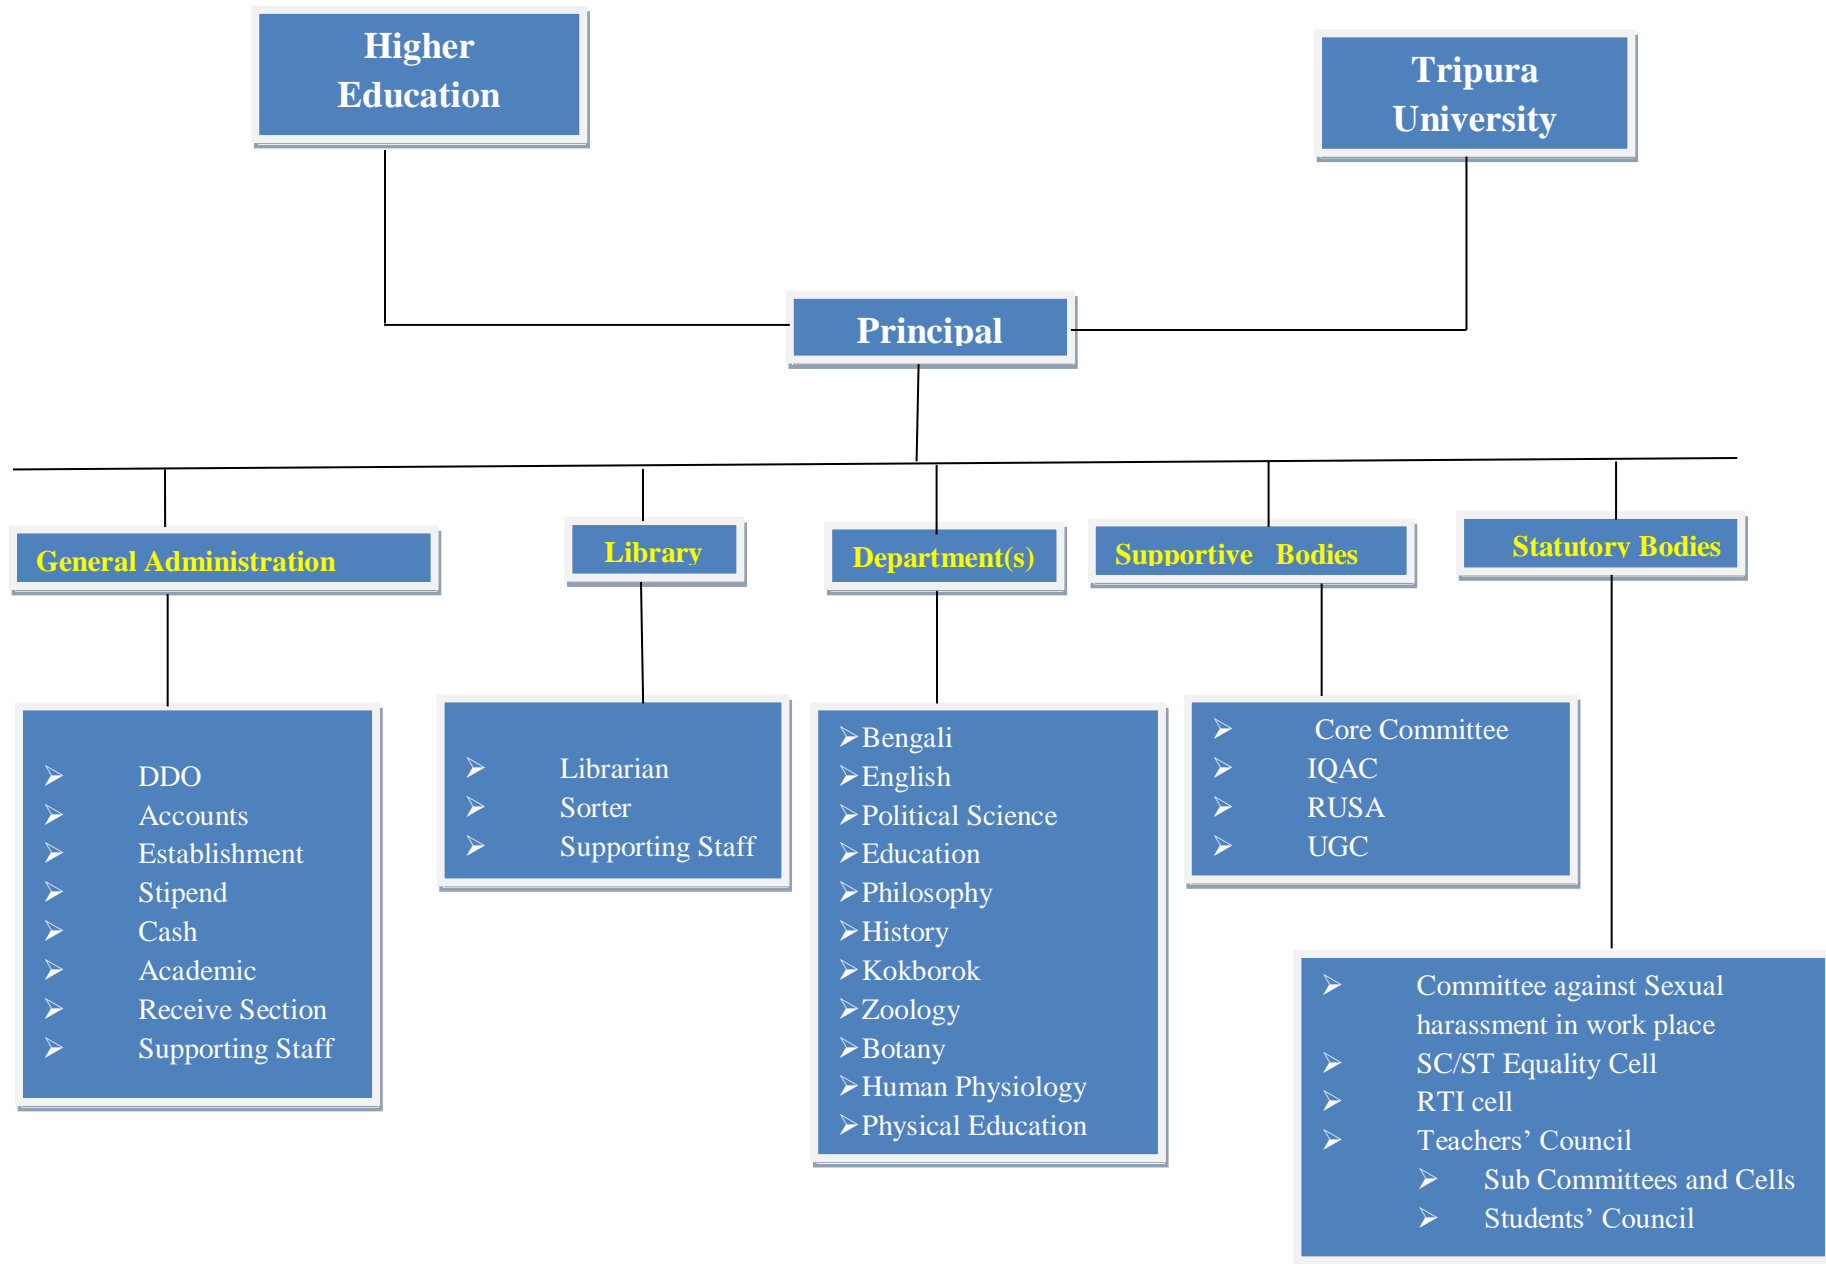 Higher
Education
Tripura
University
Principal
General Administration
Library
Department(s)
Supportive Bodies
Statutory Bodies
➢ DDO
➢ Accounts
➢ Establishment
➢ Stipend
➢ Cash
➢ Academic
➢ Receive Section
➢ Supporting Staff
➢ Librarian
➢ Sorter
➢ Supporting Staff
➢Bengali
➢English
➢Political Science
➢Education
➢Philosophy
➢History
➢Kokborok
➢Zoology
➢Botany
➢Human Physiology
➢Physical Education
➢ Core Committee
➢ IQAC
➢ RUSA
➢ UGC
➢ Committee against Sexual
harassment in work place
➢ SC/ST Equality Cell
➢ RTI cell
➢ Teachers’ Council
➢ Sub Committees and Cells
➢ Students’ Council